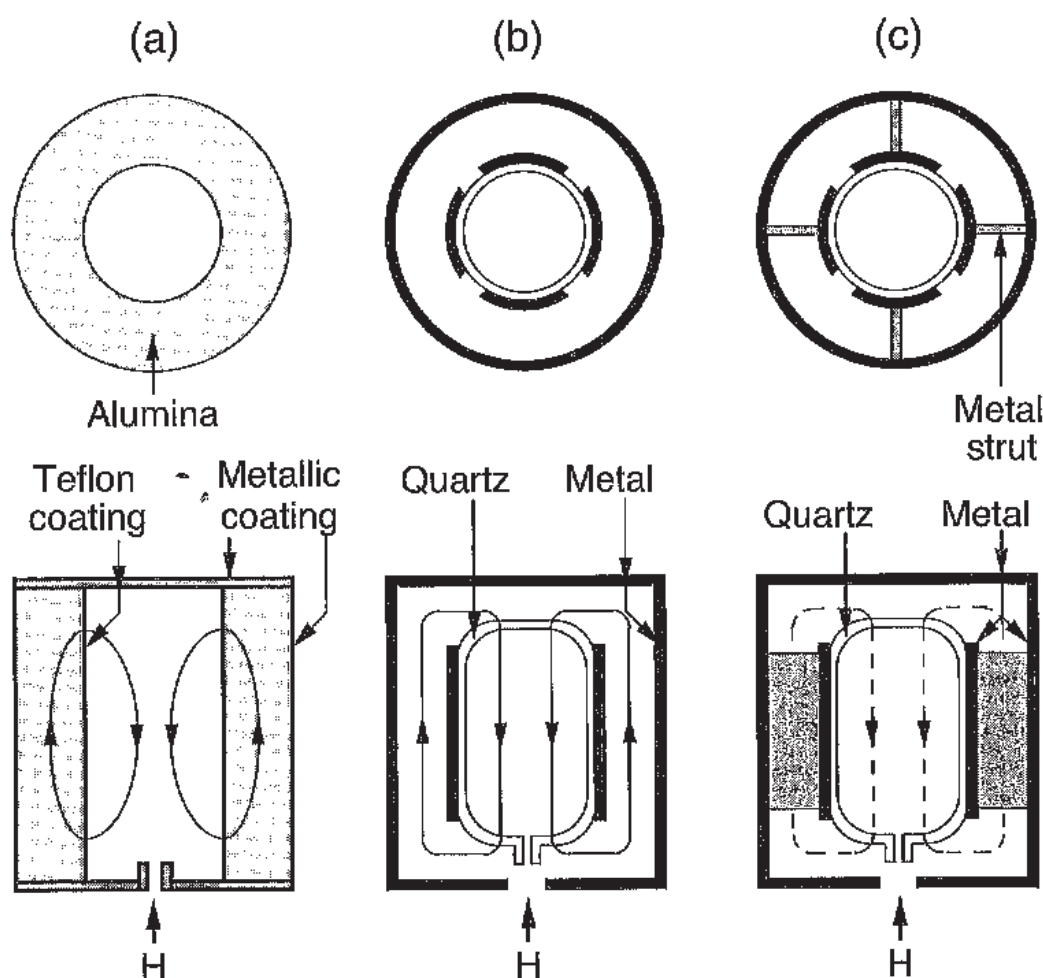 (a) (b) (c)
Alumina
Metal
strut
Teflon
coating
Metallic
coating
Quartz
Metal
Quartz
Metal
H
H
H